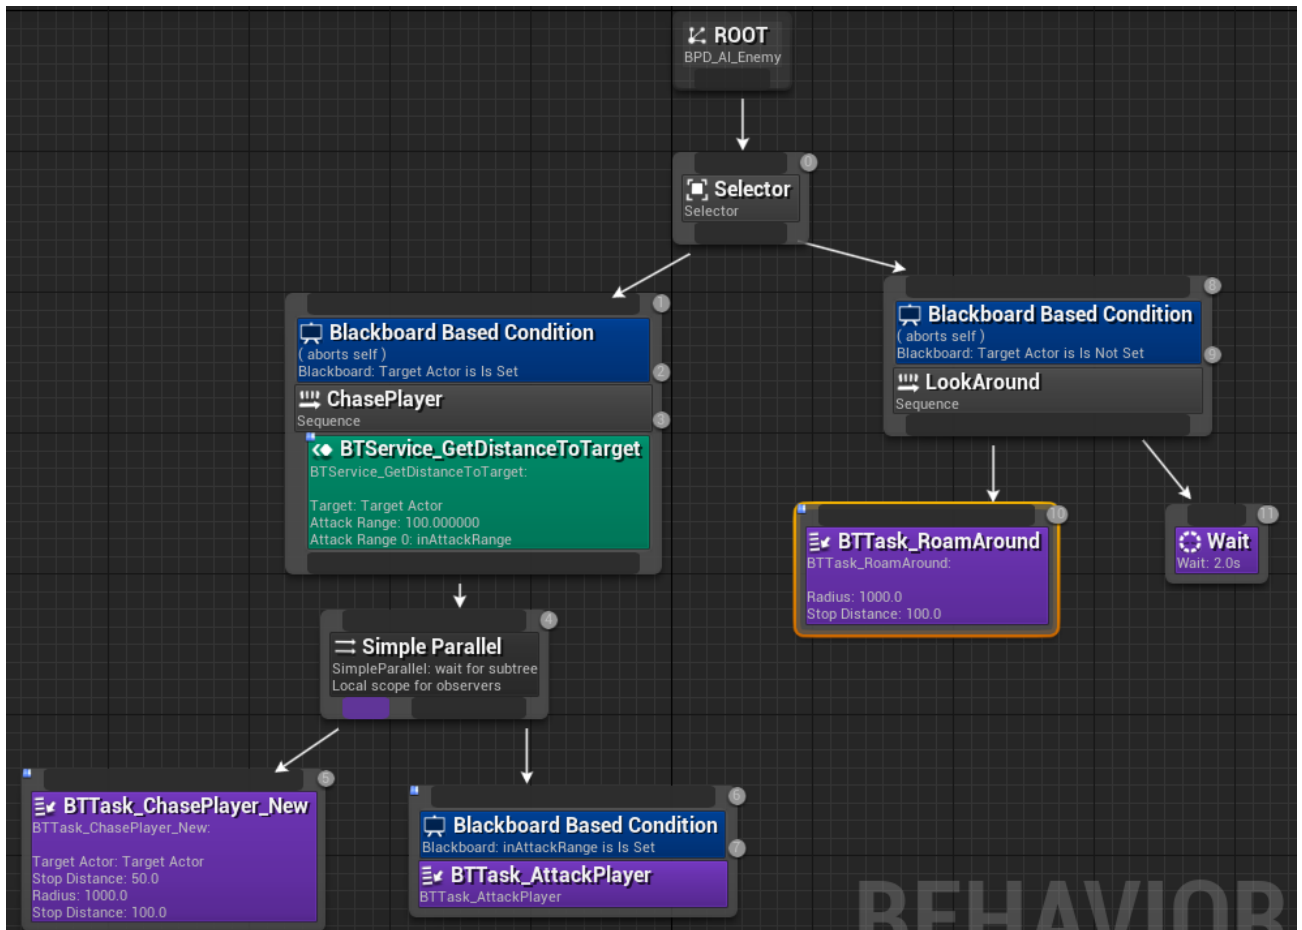 ROOT
BPD_AI_Enemy
0
Selector
Selector
1
Blackboard Based Condition
( aborts self )
Blackboard: Target Actor is Is Set
2
ChasePlayer
Sequence
3
BTService_GetDistanceToTarget
BTService_GetDistanceToTarget:
Target: Target Actor
Attack Range: 100.000000
Attack Range 0: inAttackRange
8
Blackboard Based Condition
( aborts self )
Blackboard: Target Actor is Is Not Set
9
LookAround
Sequence
4
Simple Parallel
SimpleParallel: wait for subtree
Local scope for observers
10
BTTask_RoamAround
BTTask_RoamAround:
Radius: 1000.0
Stop Distance: 100.0
11
Wait
Wait: 2.0s
5
BTTask_ChasePlayer_New
BTTask_ChasePlayer_New:
Target Actor: Target Actor
Stop Distance: 50.0
Radius: 1000.0
Stop Distance: 100.0
6
Blackboard Based Condition
Blackboard: inAttackRange is Is Set
7
BTTask_AttackPlayer
BTTask_AttackPlayer
BEHAVIOR